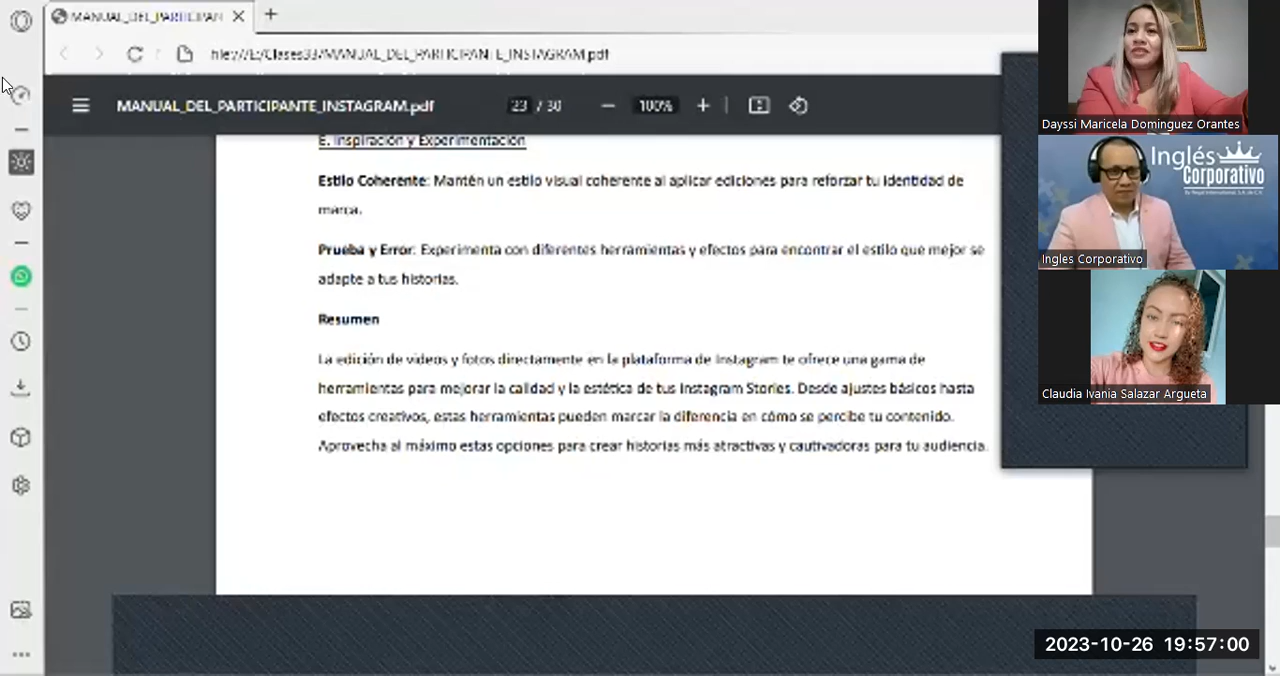 MANUAL_DEL_PARTICIPAN
file:///E:/Clases33/MANUAL_DEL_PARTICIPANTE_INSTAGRAM.pdf
MANUAL_DEL_PARTICIPANTE_INSTAGRAM.pdf 23 / 30 100%
E. Inspiración y Experimentación
Estilo Coherente: Mantén un estilo visual coherente al aplicar ediciones para reforzar tu identidad de
marca.
Prueba y Error: Experimenta con diferentes herramientas y efectos para encontrar el estilo que mejor se
adapte a tus historias.
Resumen
La edición de videos y fotos directamente en la plataforma de Instagram te ofrece una gama de
herramientas para mejorar la calidad y la estética de tus Instagram Stories. Desde ajustes básicos hasta
efectos creativos, estas herramientas pueden marcar la diferencia en cómo se percibe tu contenido.
Aprovecha al máximo estas opciones para crear historias más atractivas y cautivadoras para tu audiencia.
Dayssi Maricela Dominguez Orantes
Inglés
Corporativo
Ingles Corporativo
Claudia Ivania Salazar Argueta
2023-10-26 19:57:00